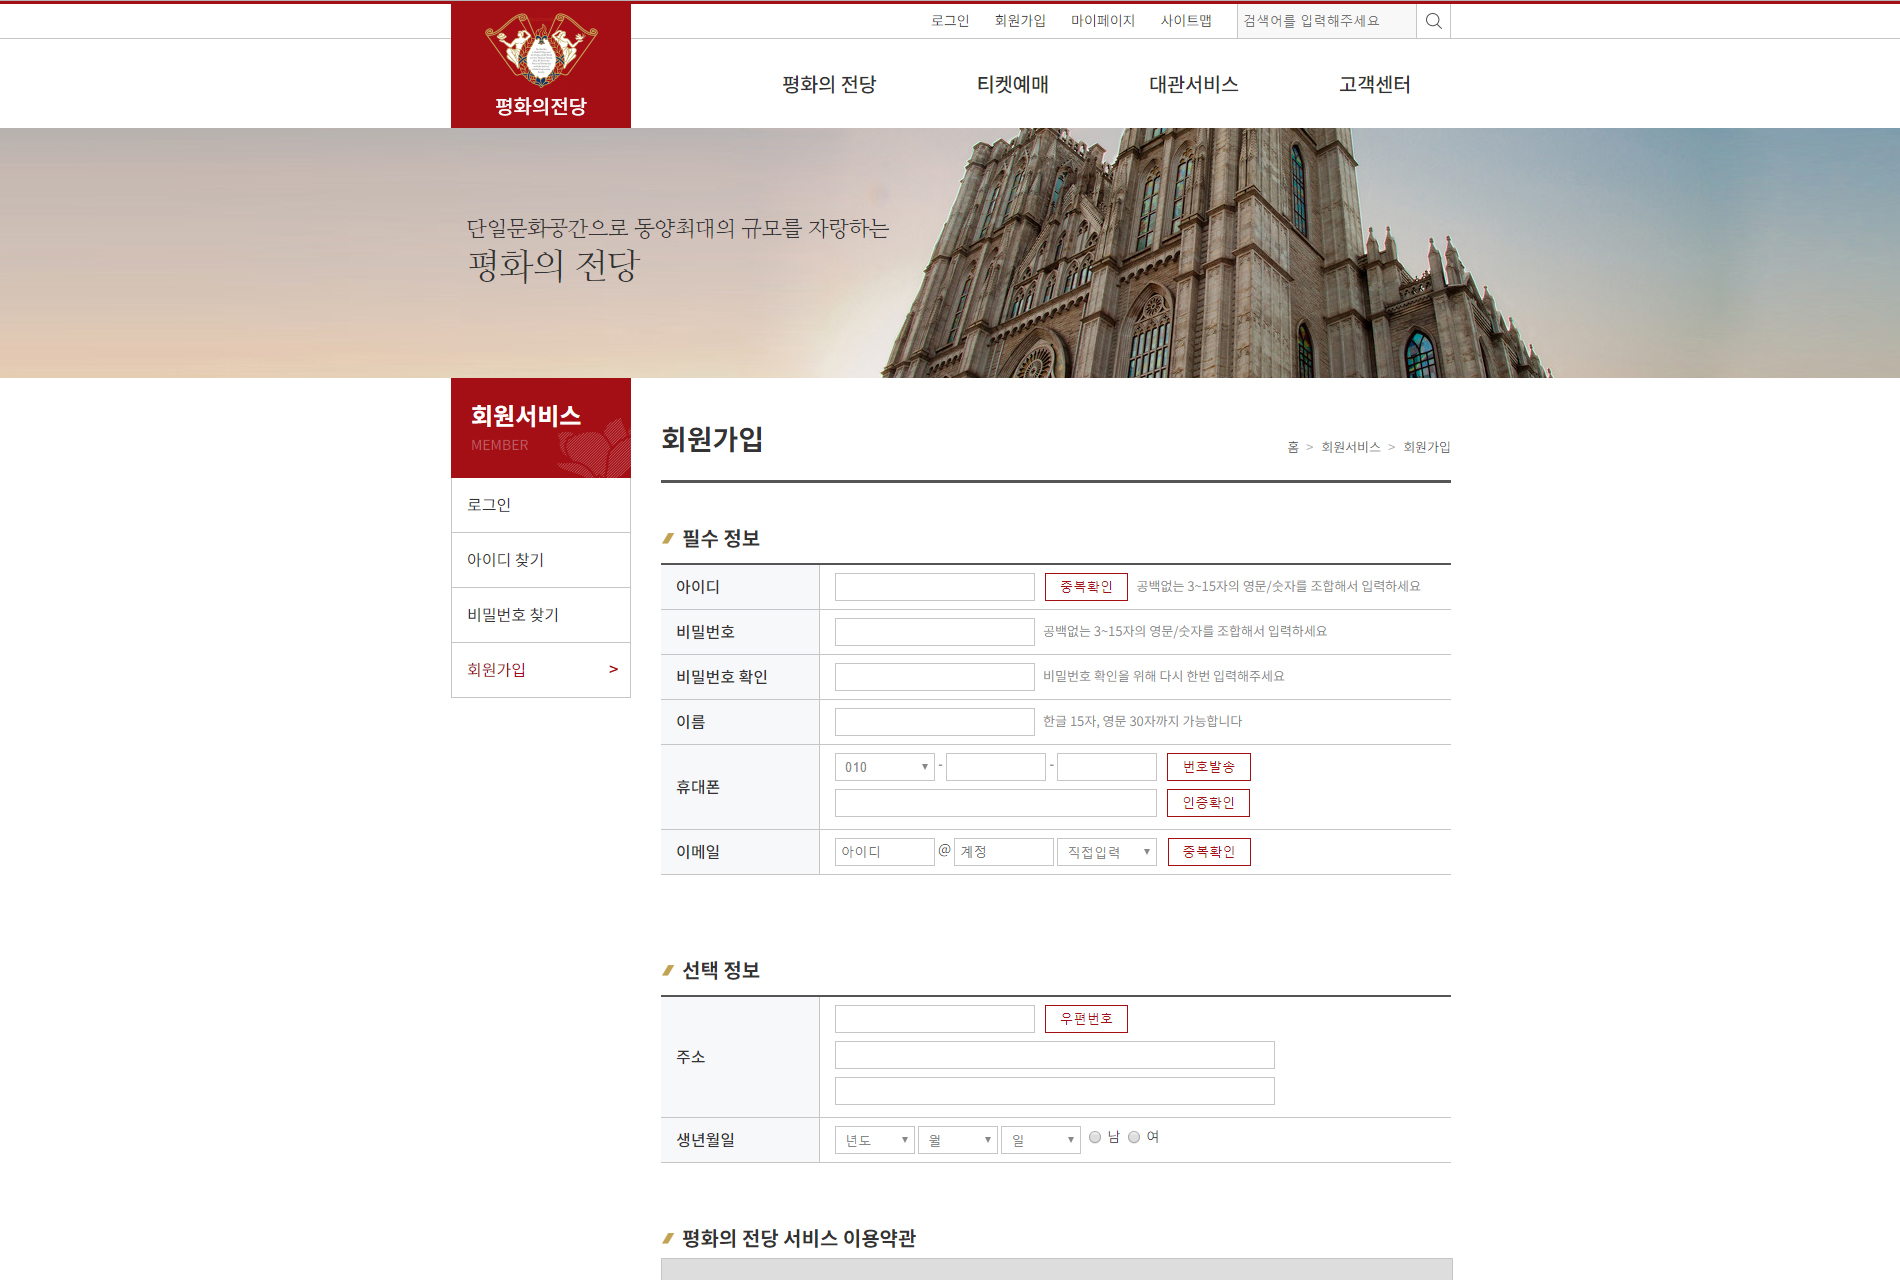 로그인 회원가입 마이페이지 사이트맵 검색어를 입력해주세요
평화의전당
평화의 전당 티켓예매 대관서비스 고객센터
단일문화공간으로 동양최대의 규모를 자랑하는
평화의 전당
회원서비스
MEMBER
로그인
아이디 찾기
비밀번호 찾기
회원가입 >
회원가입
홈 > 회원서비스 > 회원가입
필수 정보
아이디 중복확인 공백없는 3~15자의 영문/숫자를 조합해서 입력하세요
비밀번호 공백없는 3~15자의 영문/숫자를 조합해서 입력하세요
비밀번호 확인 비밀번호 확인을 위해 다시 한번 입력해주세요
이름 한글 15자, 영문 30자까지 가능합니다
휴대폰 010 - - 번호발송
인증확인
이메일 아이디 @ 계정 직접입력 중복확인
선택 정보
주소 우편번호
생년월일 년도 월 일 남 여
평화의 전당 서비스 이용약관